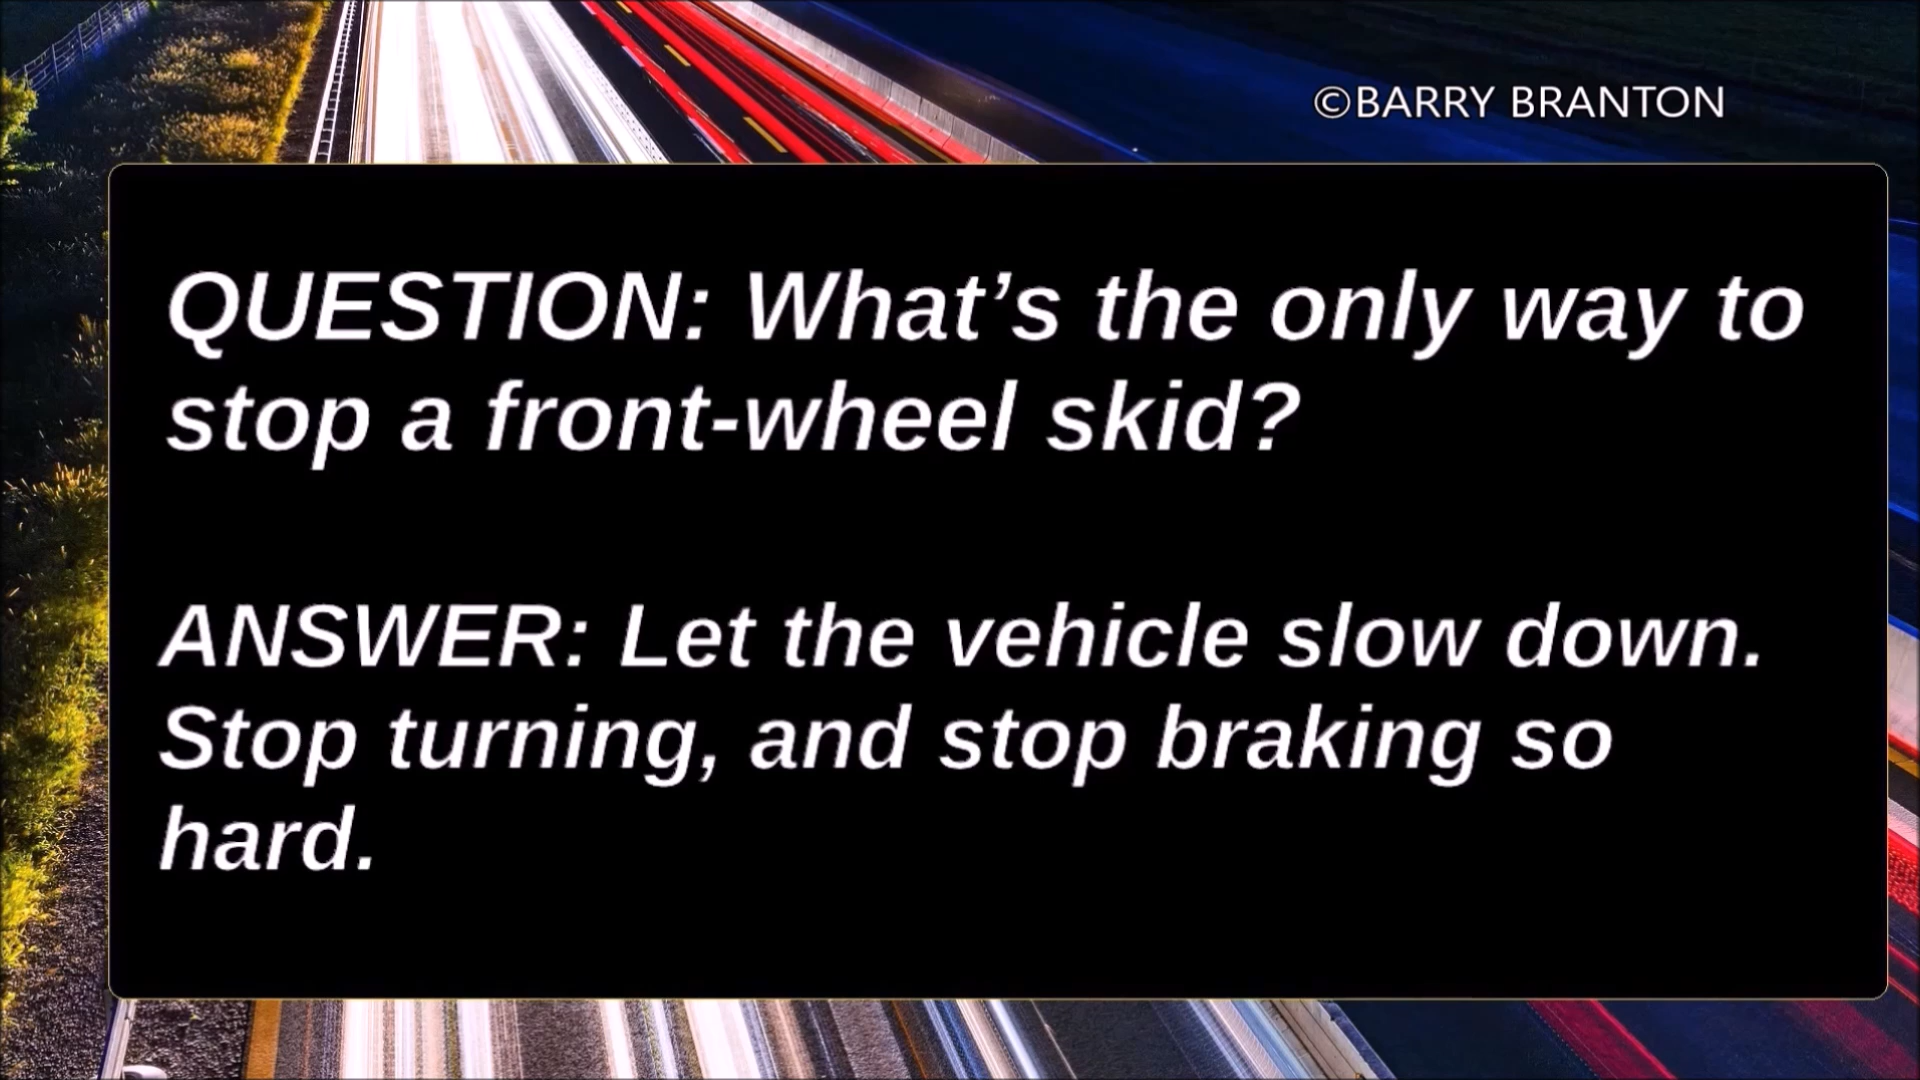 ©BARRY BRANTON
QUESTION: What’s the only way to
stop a front-wheel skid?
ANSWER: Let the vehicle slow down.
Stop turning, and stop braking so
hard.